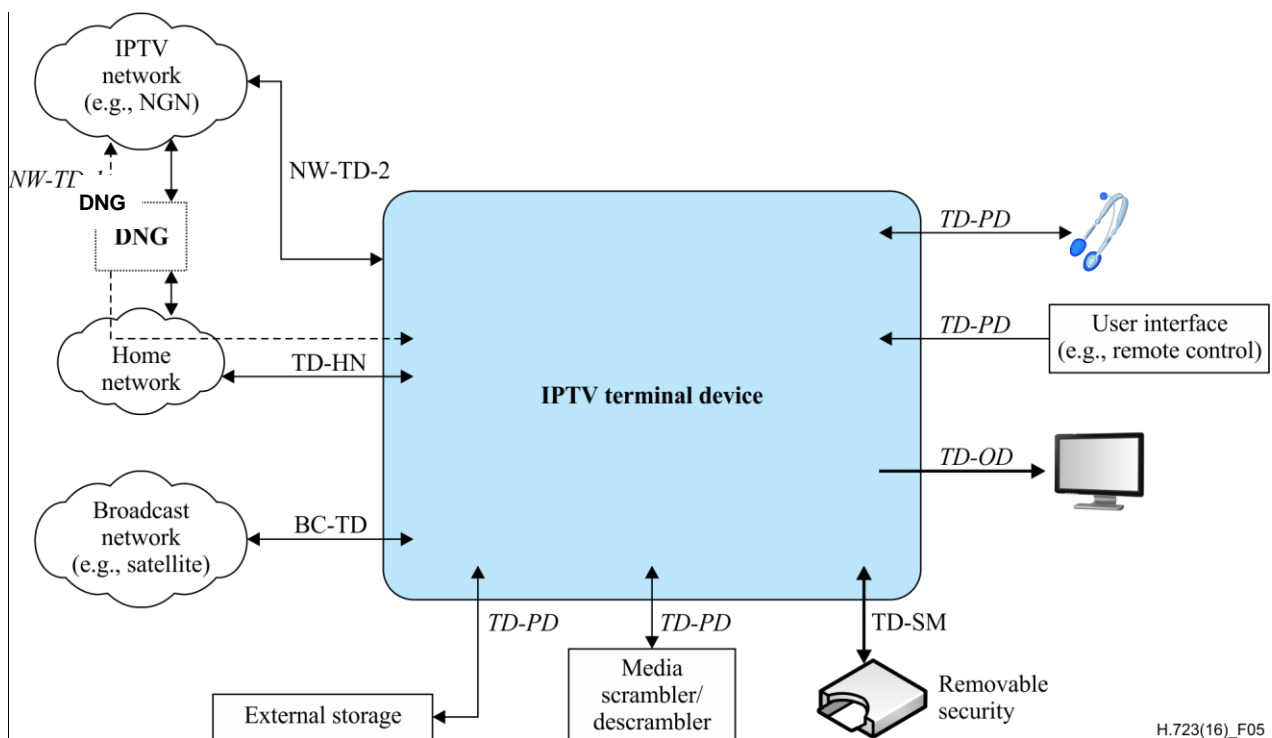 IPTV
network
(e.g., NGN)
NW-TD-2
NW-TD-
DNG
DNG
Home
network
TD-HN
Broadcast
network
(e.g., satellite)
BC-TD
IPTV terminal device
TD-PD
TD-PD
User interface
(e.g., remote control)
TD-OD
TD-PD
TD-PD
TD-SM
External storage
Media
scrambler/
descrambler
Removable
security
H.723(16)_F05